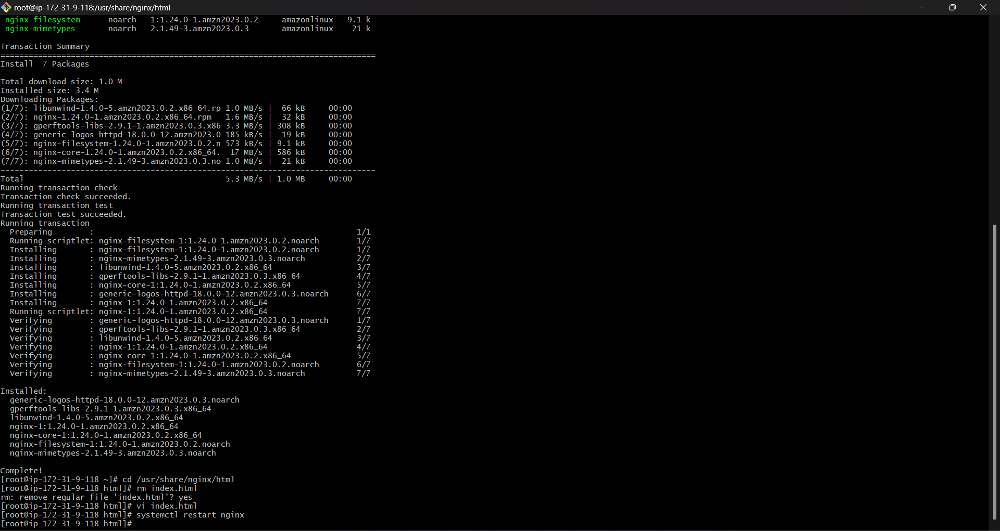 root@ip-172-31-9-118:/usr/share/nginx/html
nginx-filesystem      noarch   1:1.24.0-1.amzn2023.0.2     amazonlinux   9.1 k
nginx-mimetypes       noarch   2.1.49-3.amzn2023.0.3       amazonlinux    21 k
Transaction Summary
================================================================================
Install  7 Packages
Total download size: 1.0 M
Installed size: 3.4 M
Downloading Packages:
(1/7): libunwind-1.4.0-5.amzn2023.0.2.x86_64.rp 1.0 MB/s |  66 kB     00:00
(2/7): nginx-1.24.0-1.amzn2023.0.2.x86_64.rpm   1.6 MB/s |  32 kB     00:00
(3/7): gperftools-libs-2.9.1-1.amzn2023.0.3.x86 3.3 MB/s | 308 kB     00:00
(4/7): generic-logos-httpd-18.0.0-12.amzn2023.0 185 kB/s |  19 kB     00:00
(5/7): nginx-filesystem-1.24.0-1.amzn2023.0.2.n 573 kB/s | 9.1 kB     00:00
(6/7): nginx-core-1.24.0-1.amzn2023.0.2.x86_64.  17 MB/s | 586 kB     00:00
(7/7): nginx-mimetypes-2.1.49-3.amzn2023.0.3.no 1.0 MB/s |  21 kB     00:00
--------------------------------------------------------------------------------
Total                                           5.3 MB/s | 1.0 MB     00:00
Running transaction check
Transaction check succeeded.
Running transaction test
Transaction test succeeded.
Running transaction
  Preparing        :                                                        1/1
  Running scriptlet: nginx-filesystem-1:1.24.0-1.amzn2023.0.2.noarch        1/7
  Installing       : nginx-filesystem-1:1.24.0-1.amzn2023.0.2.noarch        1/7
  Installing       : nginx-mimetypes-2.1.49-3.amzn2023.0.3.noarch           2/7
  Installing       : libunwind-1.4.0-5.amzn2023.0.2.x86_64                  3/7
  Installing       : gperftools-libs-2.9.1-1.amzn2023.0.3.x86_64            4/7
  Installing       : nginx-core-1:1.24.0-1.amzn2023.0.2.x86_64              5/7
  Installing       : generic-logos-httpd-18.0.0-12.amzn2023.0.3.noarch      6/7
  Installing       : nginx-1:1.24.0-1.amzn2023.0.2.x86_64                   7/7
  Running scriptlet: nginx-1:1.24.0-1.amzn2023.0.2.x86_64                   7/7
  Verifying        : generic-logos-httpd-18.0.0-12.amzn2023.0.3.noarch      1/7
  Verifying        : gperftools-libs-2.9.1-1.amzn2023.0.3.x86_64            2/7
  Verifying        : libunwind-1.4.0-5.amzn2023.0.2.x86_64                  3/7
  Verifying        : nginx-1:1.24.0-1.amzn2023.0.2.x86_64                   4/7
  Verifying        : nginx-core-1:1.24.0-1.amzn2023.0.2.x86_64              5/7
  Verifying        : nginx-filesystem-1:1.24.0-1.amzn2023.0.2.noarch        6/7
  Verifying        : nginx-mimetypes-2.1.49-3.amzn2023.0.3.noarch           7/7
Installed:
  generic-logos-httpd-18.0.0-12.amzn2023.0.3.noarch
  gperftools-libs-2.9.1-1.amzn2023.0.3.x86_64
  libunwind-1.4.0-5.amzn2023.0.2.x86_64
  nginx-1:1.24.0-1.amzn2023.0.2.x86_64
  nginx-core-1:1.24.0-1.amzn2023.0.2.x86_64
  nginx-filesystem-1:1.24.0-1.amzn2023.0.2.noarch
  nginx-mimetypes-2.1.49-3.amzn2023.0.3.noarch
Complete!
[root@ip-172-31-9-118 ~]# cd /usr/share/nginx/html
[root@ip-172-31-9-118 html]# rm index.html
rm: remove regular file 'index.html'? yes
[root@ip-172-31-9-118 html]# vi index.html
[root@ip-172-31-9-118 html]# systemctl restart nginx
[root@ip-172-31-9-118 html]#